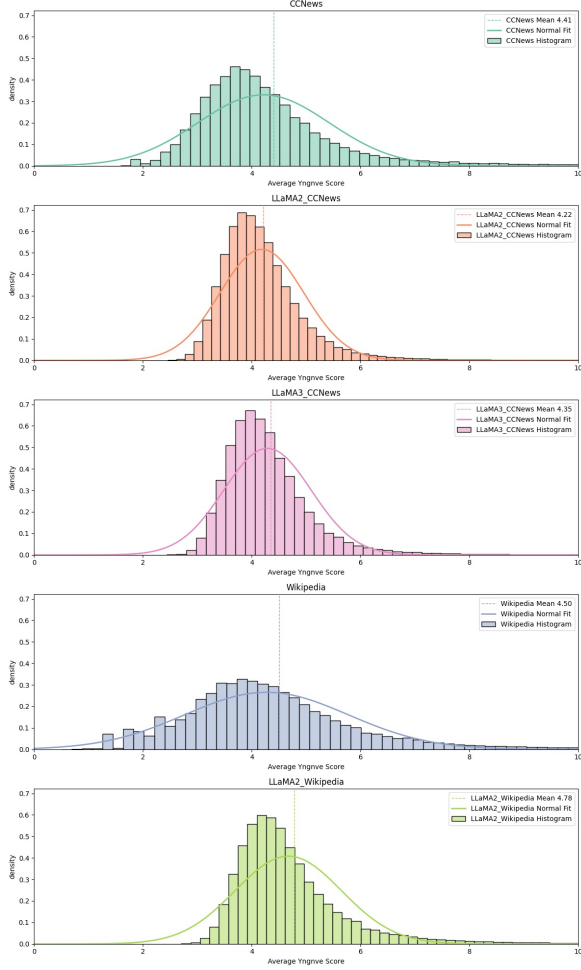 CCNews
0.7
0.6
0.5
0.4
0.3
0.2
0.1
0.0
density
0 2 4 6 8 10
Average Yngnve Score
CCNews Mean 4.41
CCNews Normal Fit
CCNews Histogram
LLaMA2_CCNews
0.7
0.6
0.5
0.4
0.3
0.2
0.1
0.0
density
0 2 4 6 8 10
Average Yngnve Score
LLaMA2_CCNews Mean 4.22
LLaMA2_CCNews Normal Fit
LLaMA2_CCNews Histogram
LLaMA3_CCNews
0.7
0.6
0.5
0.4
0.3
0.2
0.1
0.0
density
0 2 4 6 8 10
Average Yngnve Score
LLaMA3_CCNews Mean 4.35
LLaMA3_CCNews Normal Fit
LLaMA3_CCNews Histogram
Wikipedia
0.7
0.6
0.5
0.4
0.3
0.2
0.1
0.0
density
0 2 4 6 8 10
Average Yngnve Score
Wikipedia Mean 4.50
Wikipedia Normal Fit
Wikipedia Histogram
LLaMA2_Wikipedia
0.7
0.6
0.5
0.4
0.3
0.2
0.1
0.0
density
0 2 4 6 8 10
Average Yngnve Score
LLaMA2_Wikipedia Mean 4.78
LLaMA2_Wikipedia Normal Fit
LLaMA2_Wikipedia Histogram